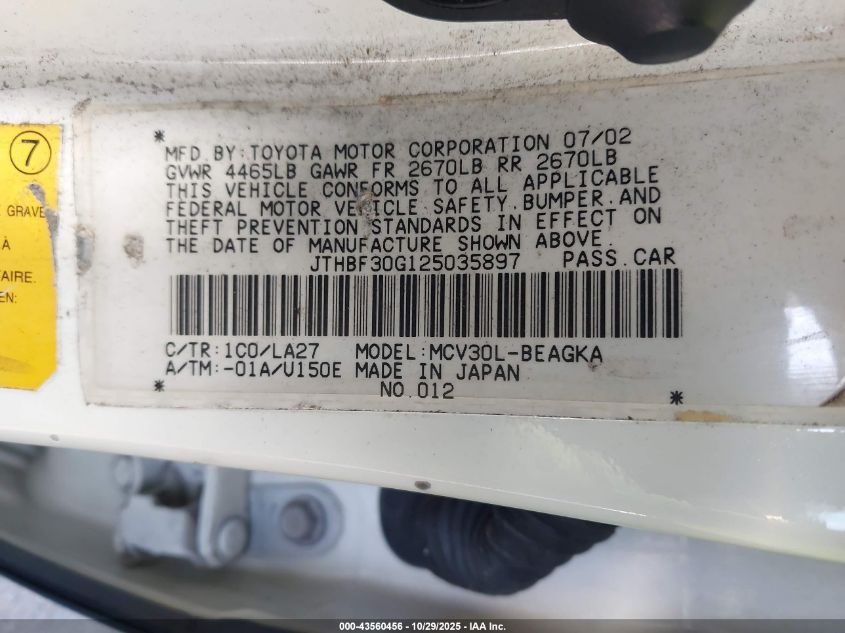 7
GRAVE
À
AIRE.
EN:
* MFD. BY: TOYOTA MOTOR CORPORATION 07/02
GVWR 4465LB GAWR FR 2670LB RR 2670LB
THIS VEHICLE CONFORMS TO ALL APPLICABLE
FEDERAL MOTOR VEHICLE SAFETY, BUMPER, AND
THEFT PREVENTION STANDARDS IN EFFECT ON
THE DATE OF MANUFACTURE SHOWN ABOVE.
JTHBF30G125035897 PASS. CAR
C/TR: 1C0/LA27 MODEL: MCV30L-BEAGKA
A/TM: -01A/U150E MADE IN JAPAN
* NO. 012 *
000-43560456 - 10/29/2025 - IAA Inc.